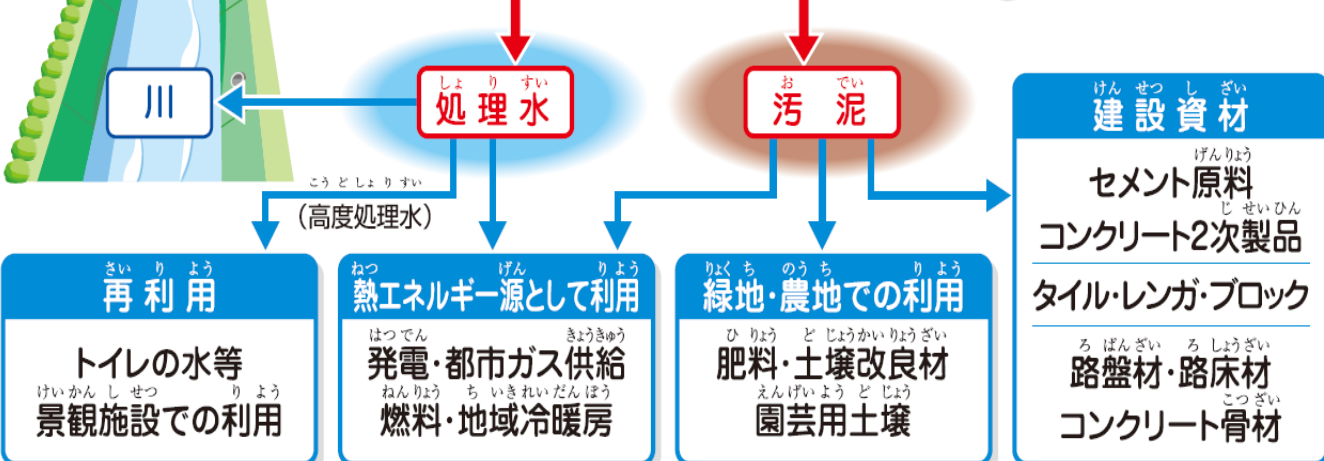 川
しょりすい
処理水
おでい
汚泥
こうどしょりすい
(高度処理水)
さいりよう
再利用
トイレの水等
けいかんしせつ りよう
景観施設での利用
ねつ げん りよう
熱エネルギー源として利用
はつでん きょうきゅう
発電・都市ガス供給
ねんりょう ちいきれいだんぼう
燃料・地域冷暖房
りょくち のうち りよう
緑地・農地での利用
ひりょう どじょうかいりょうざい
肥料・土壌改良材
えんげいようどじょう
園芸用土壌
けんせつしざい
建設資材
げんりょう
セメント原料
じせいひん
コンクリート2次製品
タイル・レンガ・ブロック
ろばんざい ろしょうざい
路盤材・路床材
こつざい
コンクリート骨材